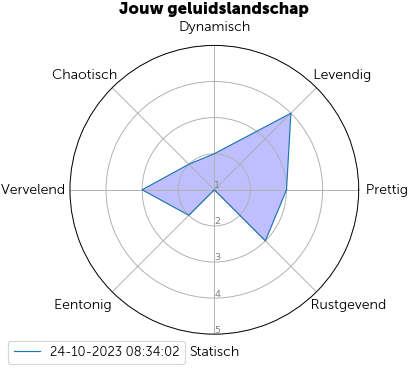 Jouw geluidslandschap
Dynamisch
Chaotisch
Levendig
Vervelend
1
Prettig
2
3
Eentonig
4
Rustgevend
5
24-10-2023 08:34:02
Statisch